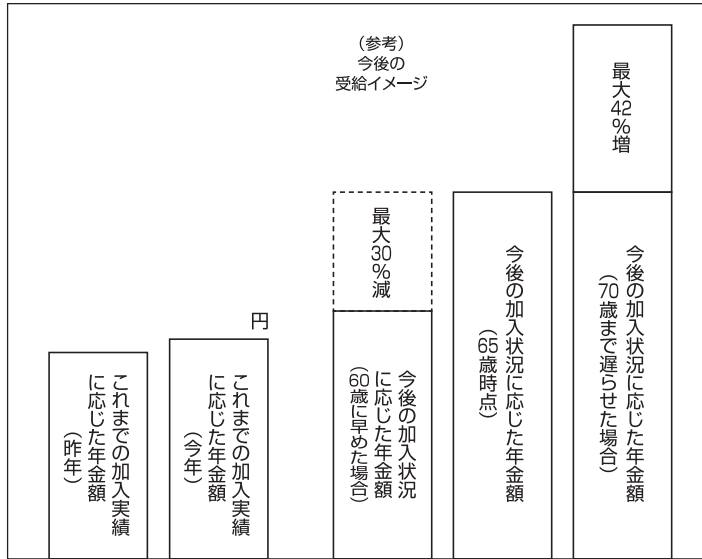 (参考)
今後の
受給イメージ
最大42%増
最大30%減
円
これまでの加入実績
に応じた年金額
(昨年)
これまでの加入実績
に応じた年金額
(今年)
今後の加入状況
に応じた年金額
(60歳に早めた場合)
今後の加入状況に応じた年金額
(65歳時点)
今後の加入状況に応じた年金額
(70歳まで遅らせた場合)